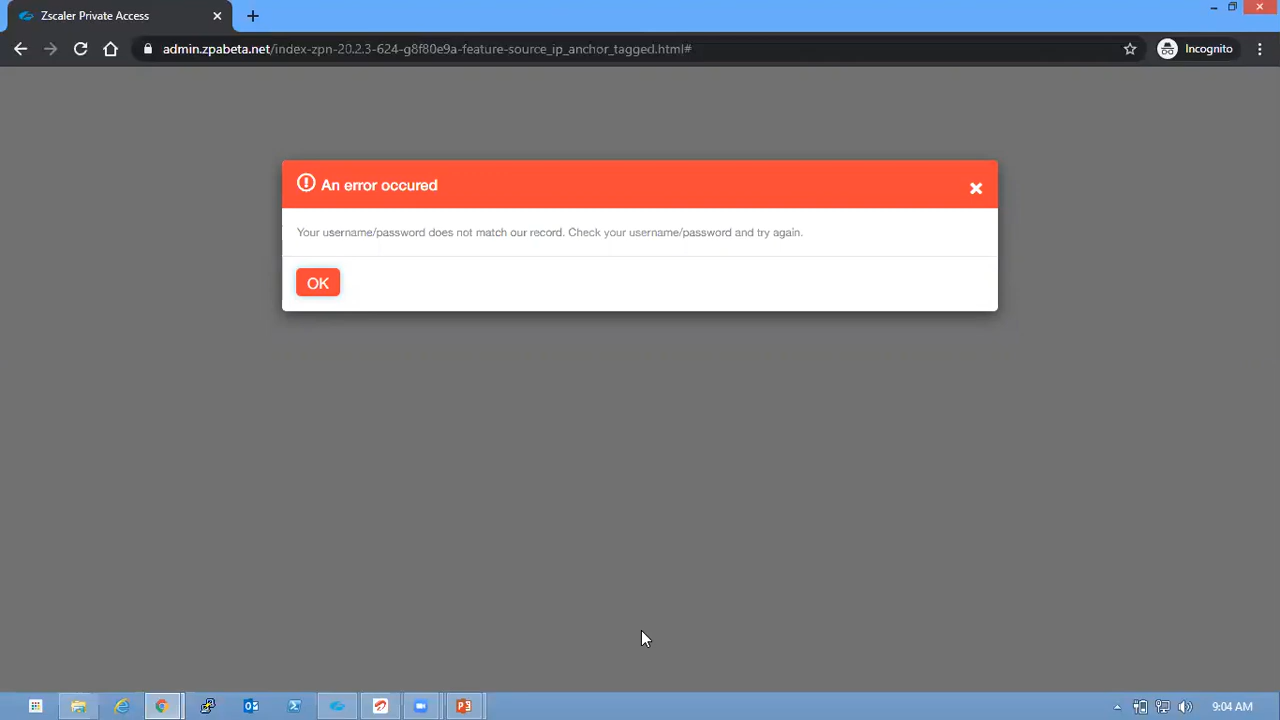 Zscaler Private Access
admin.zpabeta.net/index-zpn-20.2.3-624-g8f80e9a-feature-source_ip_anchor_tagged.html#
Incognito
An error occured
Your username/password does not match our record. Check your username/password and try again.
OK
9:04 AM